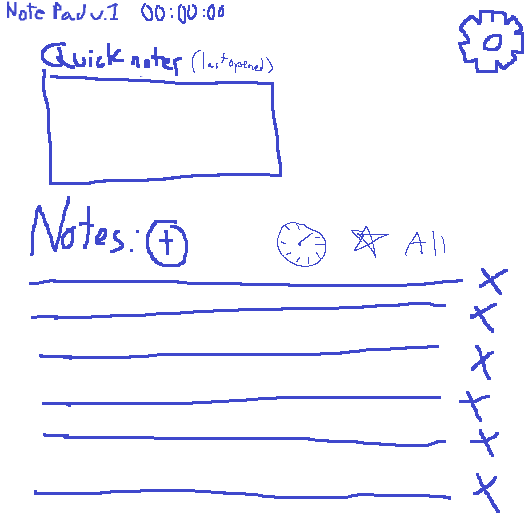 Note Pad v.1 00:00:00
Quick notes (last opened)
Notes: +
All
X
X
X
X
X
X